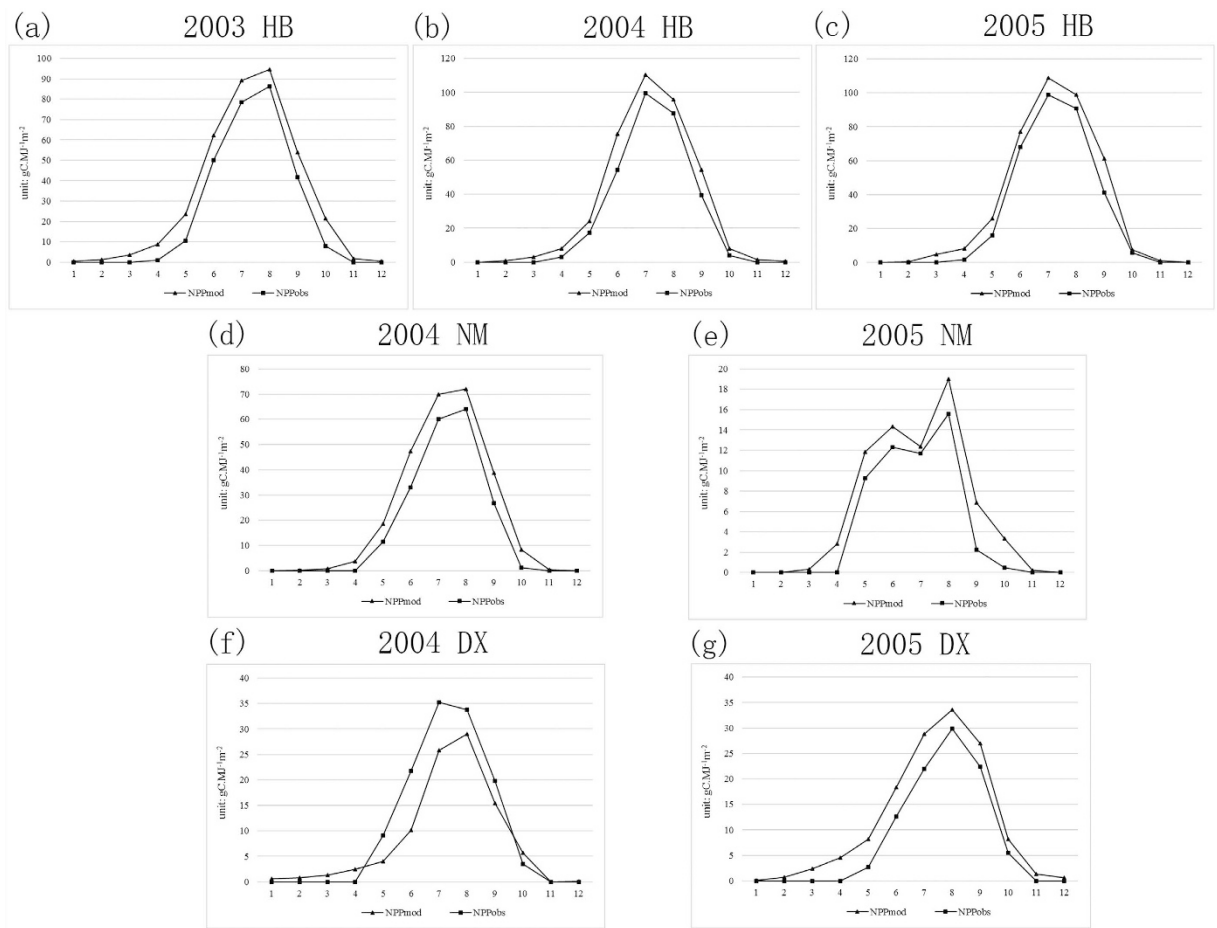 (a) 2003 HB
unit: gC.MJ⁻¹m⁻²
100
90
80
70
60
50
40
30
20
10
0
1 2 3 4 5 6 7 8 9 10 11 12
NPPmod NPPobs
(b) 2004 HB
unit: gC.MJ⁻¹m⁻²
120
100
80
60
40
20
0
1 2 3 4 5 6 7 8 9 10 11 12
NPPmod NPPobs
(c) 2005 HB
unit: gC.MJ⁻¹m⁻²
120
100
80
60
40
20
0
1 2 3 4 5 6 7 8 9 10 11 12
NPPmod NPPobs
(d) 2004 NM
unit: gC.MJ⁻¹m⁻²
80
70
60
50
40
30
20
10
0
1 2 3 4 5 6 7 8 9 10 11 12
NPPmod NPPobs
(e) 2005 NM
unit: gC.MJ⁻¹m⁻²
20
18
16
14
12
10
8
6
4
2
0
1 2 3 4 5 6 7 8 9 10 11 12
NPPmod NPPobs
(f) 2004 DX
unit: gC.MJ⁻¹m⁻²
40
35
30
25
20
15
10
5
0
1 2 3 4 5 6 7 8 9 10 11 12
NPPmod NPPobs
(g) 2005 DX
unit: gC.MJ⁻¹m⁻²
40
35
30
25
20
15
10
5
0
1 2 3 4 5 6 7 8 9 10 11 12
NPPmod NPPobs